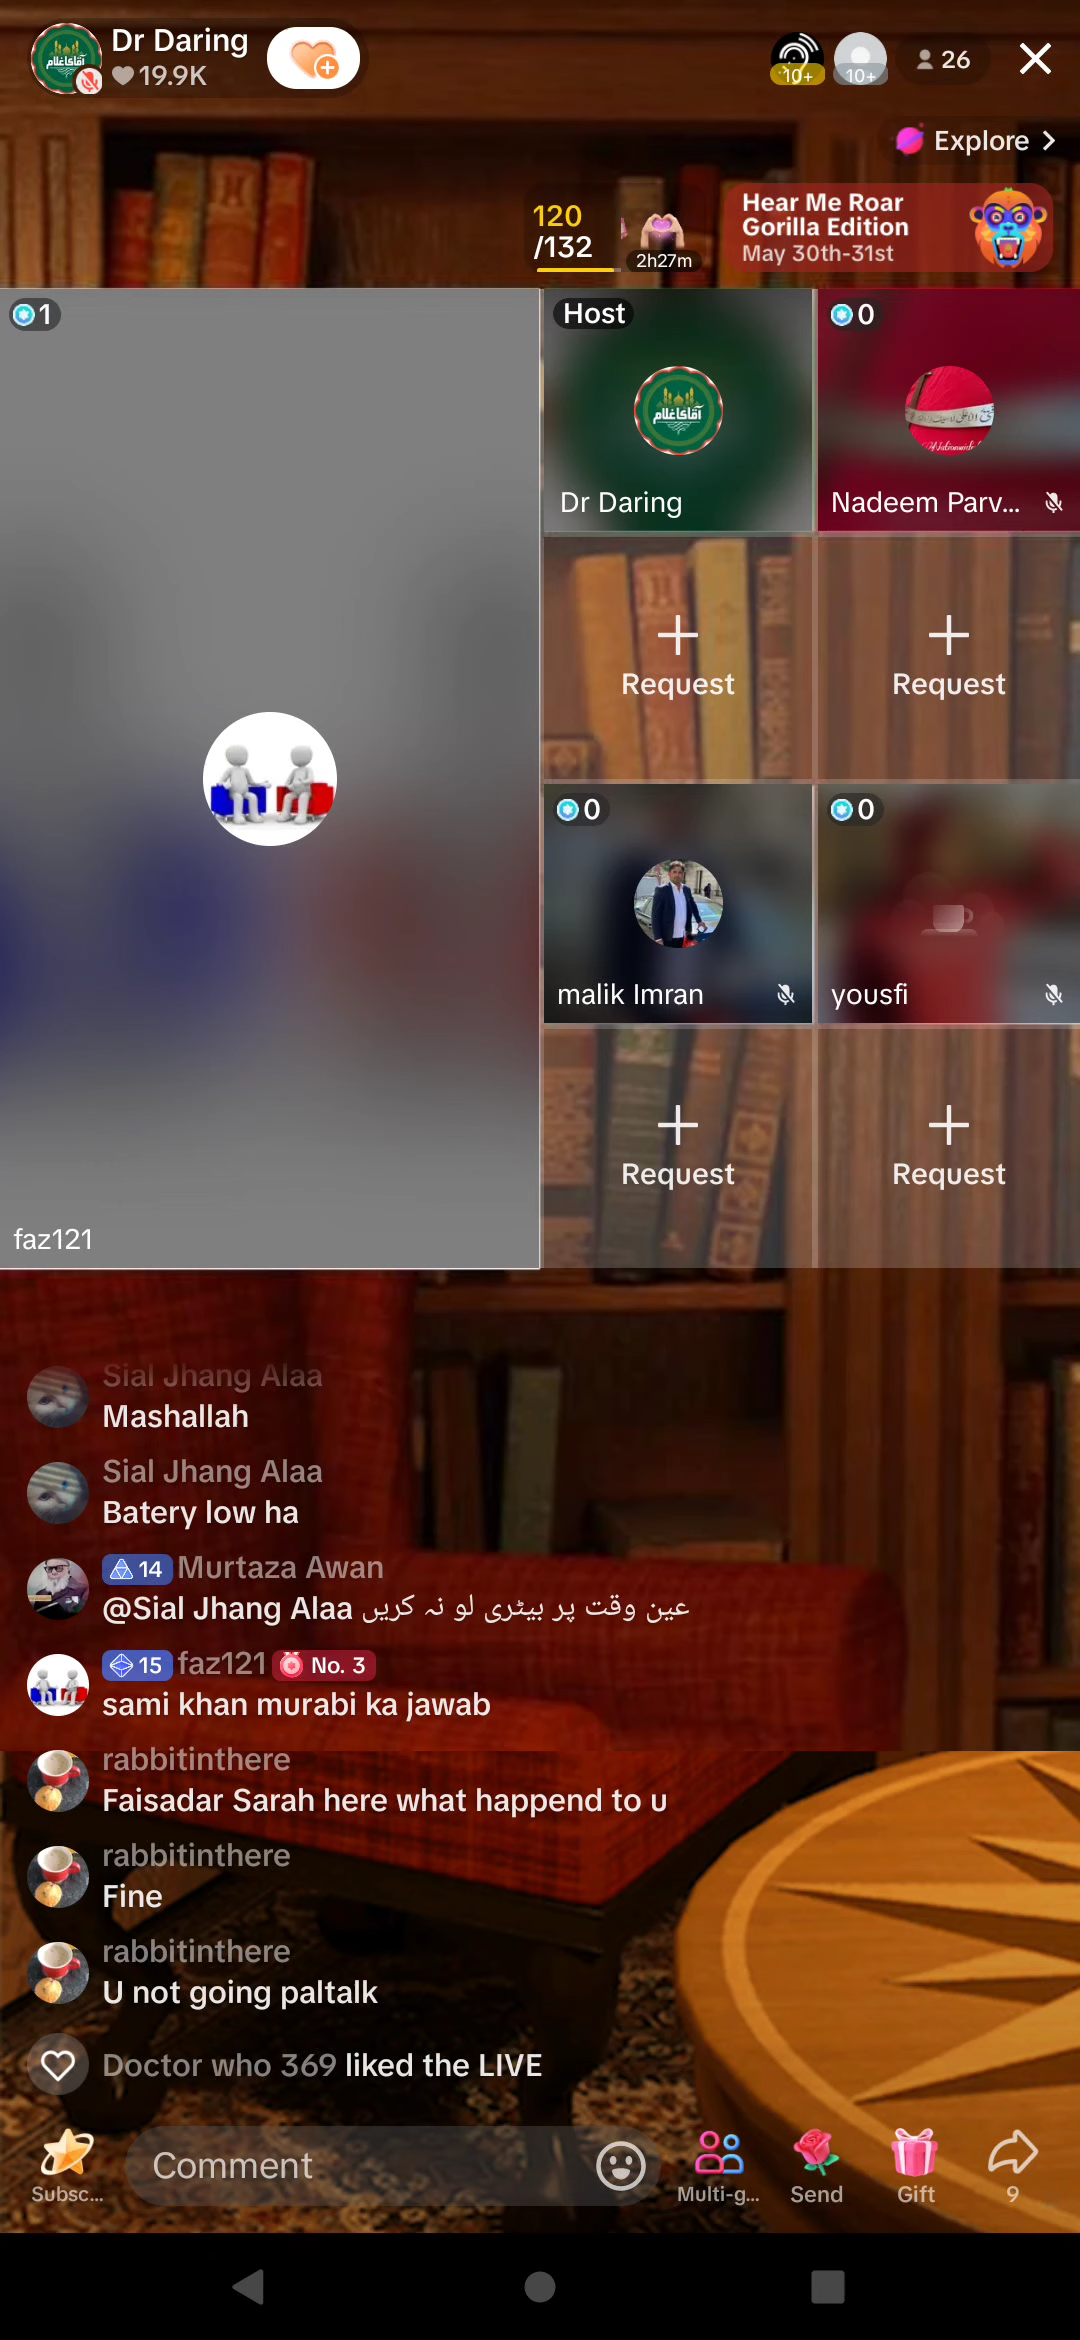 Dr Daring
19.9K
10+
10+
26
Explore
120
/132
2h27m
Hear Me Roar
Gorilla Edition
May 30th-31st
1
faz121
Host
آقا کا غلام
Dr Daring
0
Nadeem Parv...
Request
Request
0
malik Imran
0
yousfi
Request
Request
Sial Jhang Alaa
Mashallah
Sial Jhang Alaa
Batery low ha
14 Murtaza Awan
@Sial Jhang Alaa عین وقت پر بیٹری لو نہ کریں
15 faz121 No. 3
sami khan murabi ka jawab
rabbitinthere
Faisadar Sarah here what happend to u
rabbitinthere
Fine
rabbitinthere
U not going paltalk
Doctor who 369 liked the LIVE
Subsc...
Comment
Multi-g...
Send
Gift
9